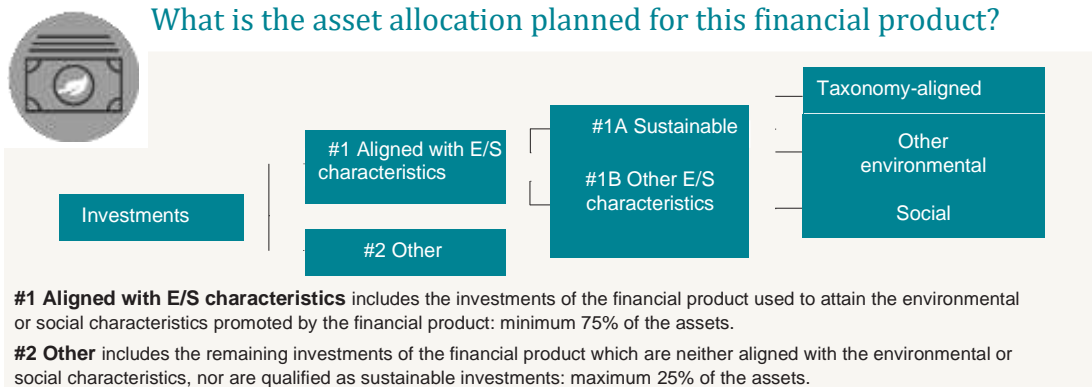 What is the asset allocation planned for this financial product?
Taxonomy-aligned
#1A Sustainable
Other
environmental
#1 Aligned with E/S
characteristics
#1B Other E/S
characteristics
Investments
Social
#2 Other
#1 Aligned with E/S characteristics includes the investments of the financial product used to attain the environmental
or social characteristics promoted by the financial product: minimum 75% of the assets.
#2 Other includes the remaining investments of the financial product which are neither aligned with the environmental or
social characteristics, nor are qualified as sustainable investments: maximum 25% of the assets.